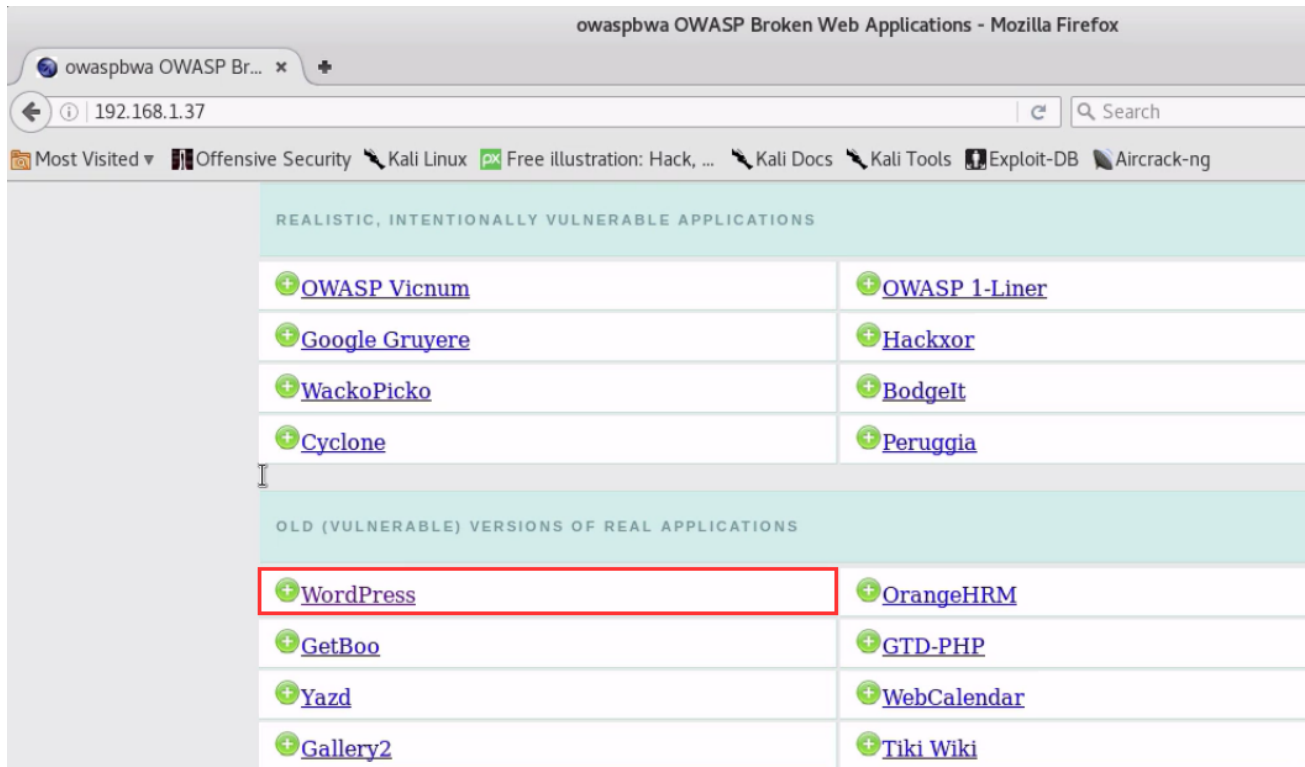 owaspbwa OWASP Broken Web Applications - Mozilla Firefox
owaspbwa OWASP Br...
192.168.1.37
Search
Most Visited Offensive Security Kali Linux Free illustration: Hack, ... Kali Docs Kali Tools Exploit-DB Aircrack-ng
REALISTIC, INTENTIONALLY VULNERABLE APPLICATIONS
OWASP Vicnum OWASP 1-Liner
Google Gruyere Hackxor
WackoPicko BodgeIt
Cyclone Peruggia
OLD (VULNERABLE) VERSIONS OF REAL APPLICATIONS
WordPress OrangeHRM
GetBoo GTD-PHP
Yazd WebCalendar
Gallery2 Tiki Wiki